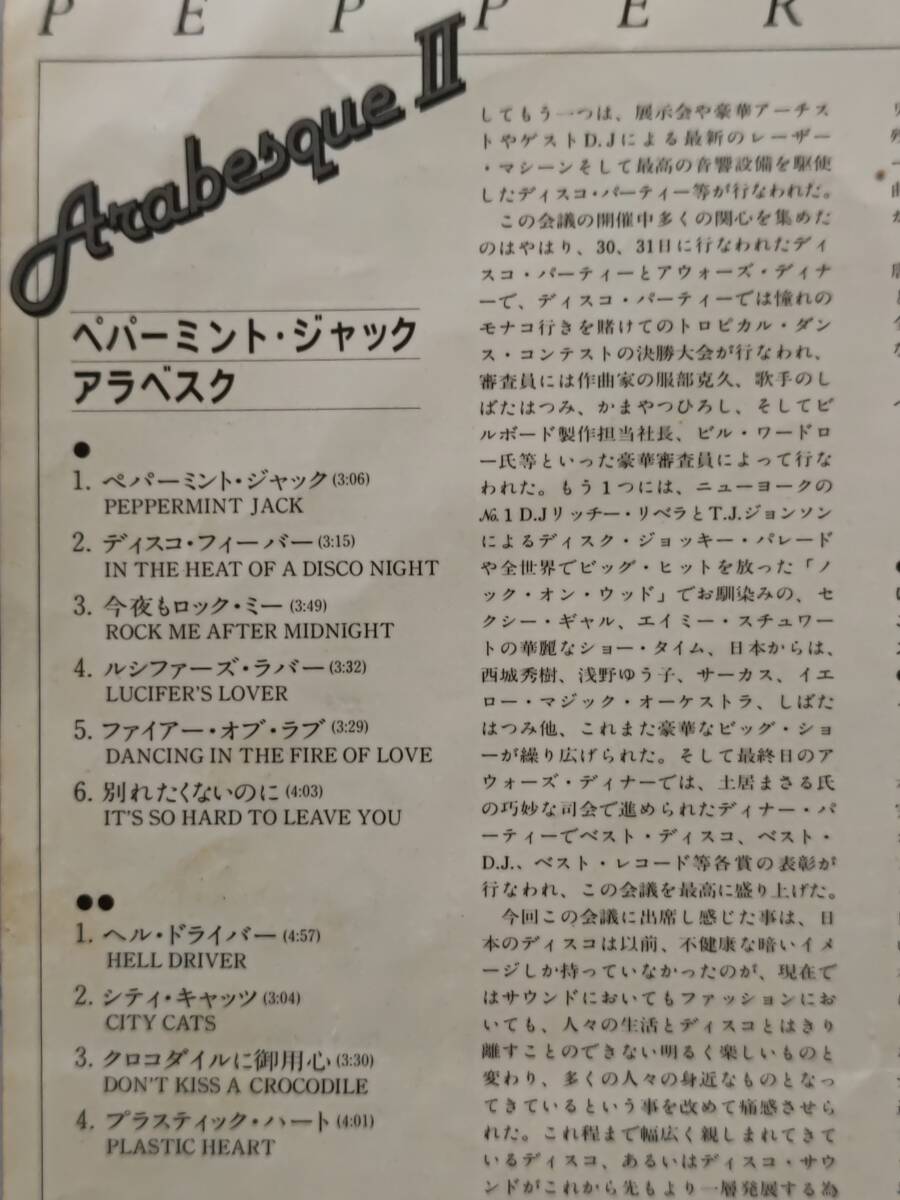 P E P P E R
Arabesque II
ペパーミント・ジャック
アラベスク
●
1. ペパーミント・ジャック(3:06)
PEPPERMINT JACK
2. ディスコ・フィーバー(3:15)
IN THE HEAT OF A DISCO NIGHT
3. 今夜もロック・ミー(3:49)
ROCK ME AFTER MIDNIGHT
4. ルシファーズ・ラバー(3:32)
LUCIFER'S LOVER
5. ファイアー・オブ・ラブ(3:29)
DANCING IN THE FIRE OF LOVE
6. 別れたくないのに(4:03)
IT'S SO HARD TO LEAVE YOU
●●
1. ヘル・ドライバー(4:57)
HELL DRIVER
2. シティ・キャッツ(3:04)
CITY CATS
3. クロコダイルに御用心(3:30)
DON'T KISS A CROCODILE
4. プラスティック・ハート(4:01)
PLASTIC HEART
してもう一つは、展示会や豪華アーチス
トやゲストD.Jによる最新のレーザー
・マシーンそして最高の音響設備を駆使
したディスコ・パーティー等が行なわれた。
この会議の開催中多くの関心を集めた
のはやはり、30、31日に行なわれたディ
スコ・パーティーとアウォーズ・ディナ
ーで、ディスコ・パーティーでは憧れの
モナコ行きを賭けてのトロピカル・ダン
ス・コンテストの決勝大会が行なわれ、
審査員には作曲家の服部克久、歌手のし
ばたはつみ、かまやつひろし、そしてビ
ルボード製作担当社長、ビル・ワードロ
ー氏等といった豪華審査員によって行な
われた。もう1つには、ニューヨークの
№1 D.Jリッチー・リベラとT.J.ジョンソン
によるディスク・ジョッキー・パレード
や全世界でビッグ・ヒットを放った「ノ
ック・オン・ウッド」でお馴染みの、セ
クシー・ギャル、エイミー・スチュワー
トの華麗なショー・タイム、日本からは、
西城秀樹、浅野ゆう子、サーカス、イエ
ロー・マジック・オーケストラ、しばた
はつみ他、これまた豪華なビッグ・ショ
ーが繰り広げられた。そして最終日のア
ウォーズ・ディナーでは、土居まさる氏
の巧妙な司会で進められたディナー・パ
ーティーでベスト・ディスコ、ベスト・
D.J.、ベスト・レコード等各賞の表彰が
行なわれ、この会議を最高に盛り上げた。
今回この会議に出席し感じた事は、日
本のディスコは以前、不健康な暗いイメ
ージしか持っていなかったのが、現在で
はサウンドにおいてもファッションにお
いても、人々の生活とディスコとはきり
離すことのできない明るく楽しいものと
変わり、多くの人々の身近なものとなっ
てきているという事を改めて痛感させら
れた。これ程まで幅広く親しまれてきて
いるディスコ、あるいはディスコ・サウ
ンドがこれから先もより一層発展する為